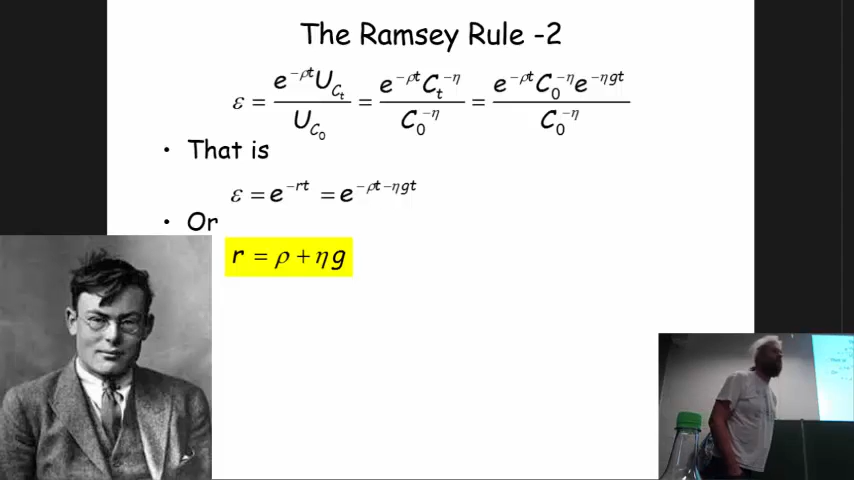 The Ramsey Rule -2
ε = e^{-ρt}U_{C_t} / U_{C_0} = e^{-ρt}C_t^{-η} / C_0^{-η} = e^{-ρt}C_0^{-η}e^{-ηgt} / C_0^{-η}
• That is
ε = e^{-rt} = e^{-ρt-ηgt}
• Or
r = ρ + ηg